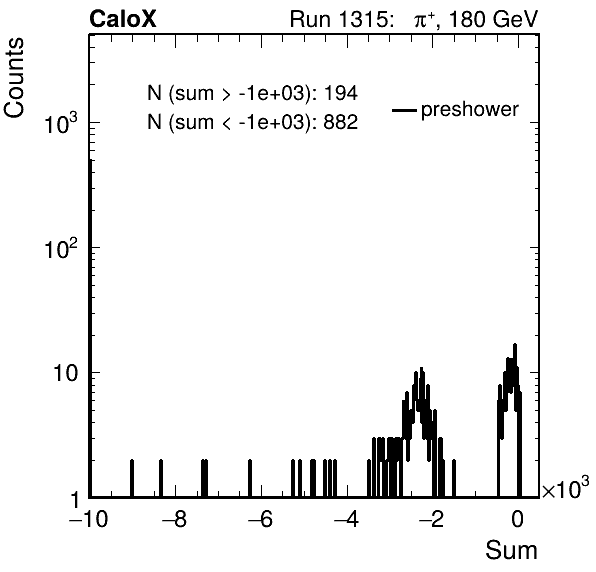 CaloX
Run 1315: π+, 180 GeV
Counts
N (sum > -1e+03): 194
N (sum < -1e+03): 882
preshower
10³
10²
10
1
−10 −8 −6 −4 −2 0
×10³
Sum